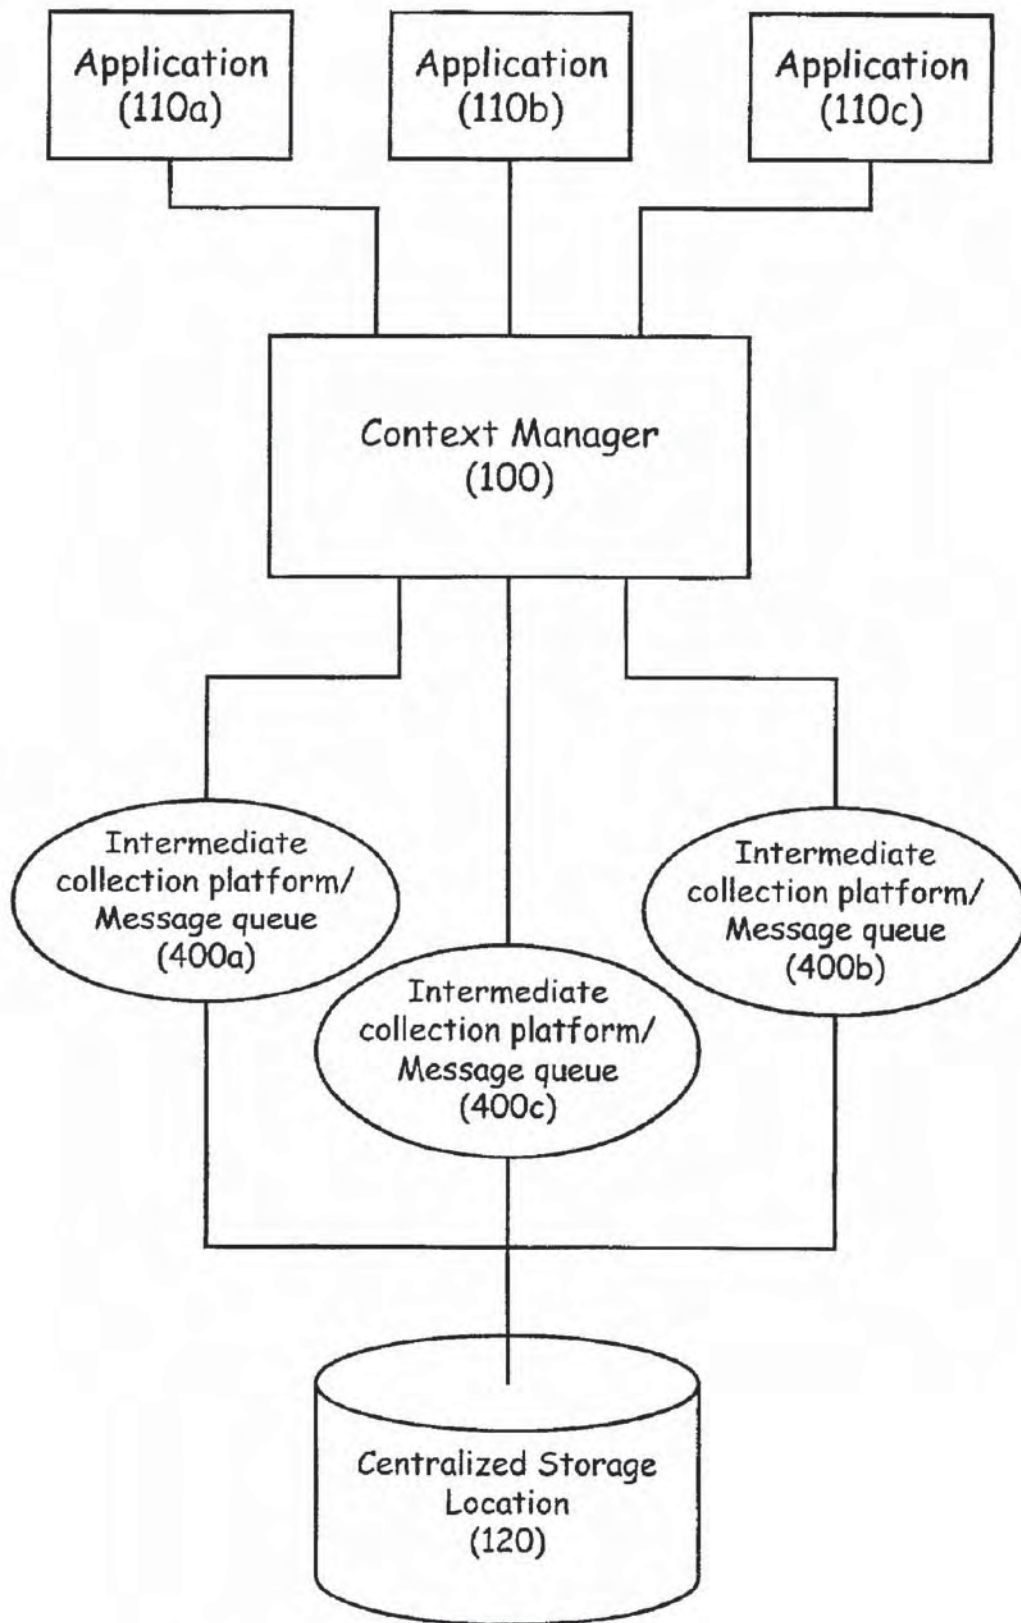 Application
(110a)
Application
(110b)
Application
(110c)
Context Manager
(100)
Intermediate
collection platform/
Message queue
(400a)
Intermediate
collection platform/
Message queue
(400b)
Intermediate
collection platform/
Message queue
(400c)
Centralized Storage
Location
(120)